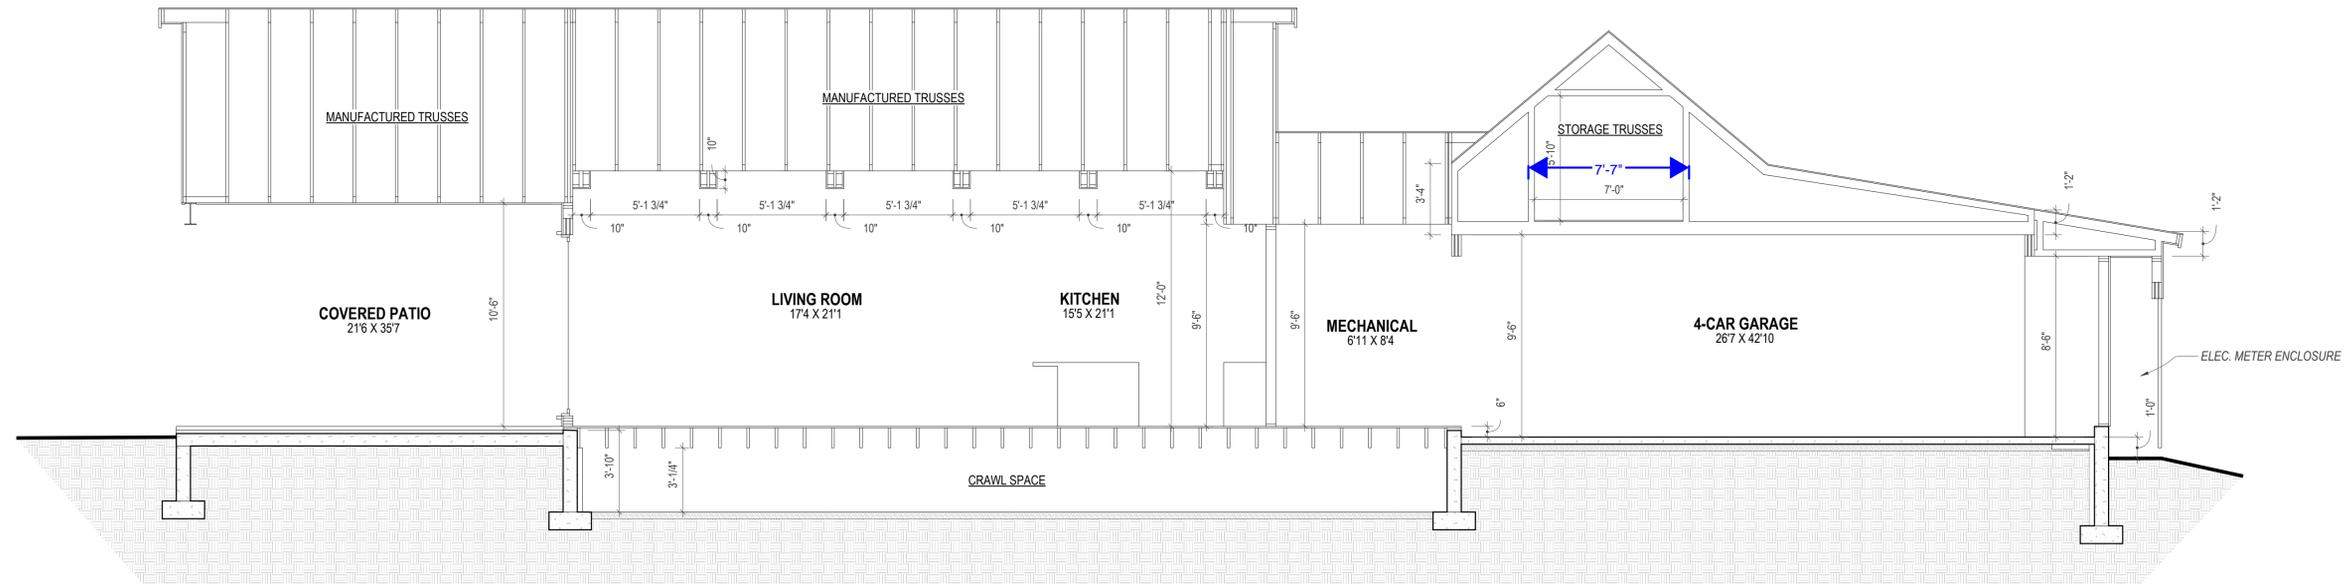 MANUFACTURED TRUSSES
MANUFACTURED TRUSSES
STORAGE TRUSSES
10"
5'-10"
7'-7"
7'-0"
3'-4"
1'-2"
1'-2"
5'-1 3/4"
5'-1 3/4"
5'-1 3/4"
5'-1 3/4"
5'-1 3/4"
10"
10"
10"
10"
10"
10"
COVERED PATIO
21'6 X 35'7
10'-6"
LIVING ROOM
17'4 X 21'1
KITCHEN
15'5 X 21'1
12'-0"
9'-6"
9'-6"
MECHANICAL
6'11 X 8'4
9'-6"
4-CAR GARAGE
26'7 X 42'10
8'-6"
ELEC. METER ENCLOSURE
6"
1'-0"
3'-10"
3'-1/4"
CRAWL SPACE